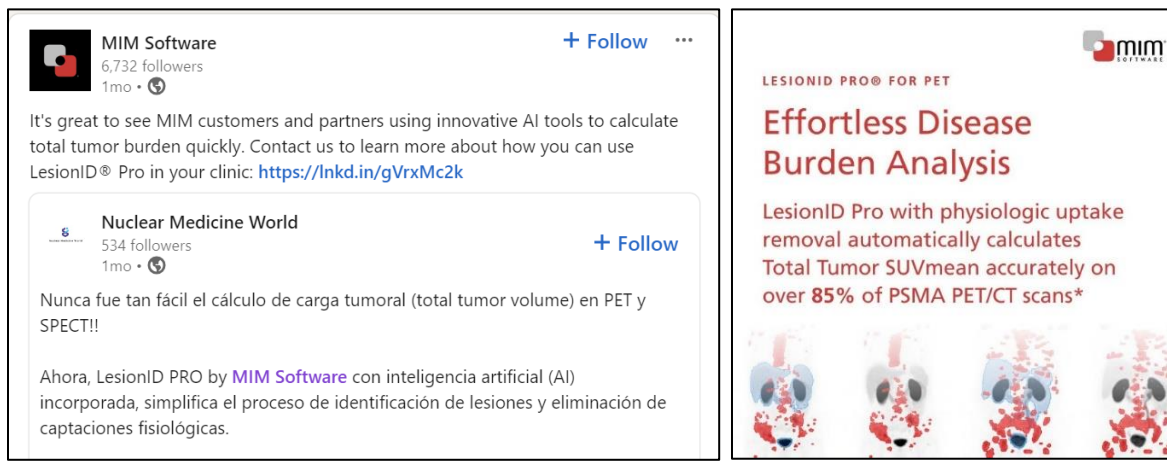 MIM Software
+ Follow ...
6,732 followers
1mo •
It's great to see MIM customers and partners using innovative AI tools to calculate
total tumor burden quickly. Contact us to learn more about how you can use
LesionID® Pro in your clinic: https://lnkd.in/gVrxMc2k
Nuclear Medicine World
534 followers
+ Follow
1mo •
Nunca fue tan fácil el cálculo de carga tumoral (total tumor volume) en PET y
SPECT!!
Ahora, LesionID PRO by MIM Software con inteligencia artificial (AI)
incorporada, simplifica el proceso de identificación de lesiones y eliminación de
captaciones fisiológicas.
mim
SOFTWARE
LESIONID PRO® FOR PET
Effortless Disease
Burden Analysis
LesionID Pro with physiologic uptake
removal automatically calculates
Total Tumor SUVmean accurately on
over 85% of PSMA PET/CT scans*